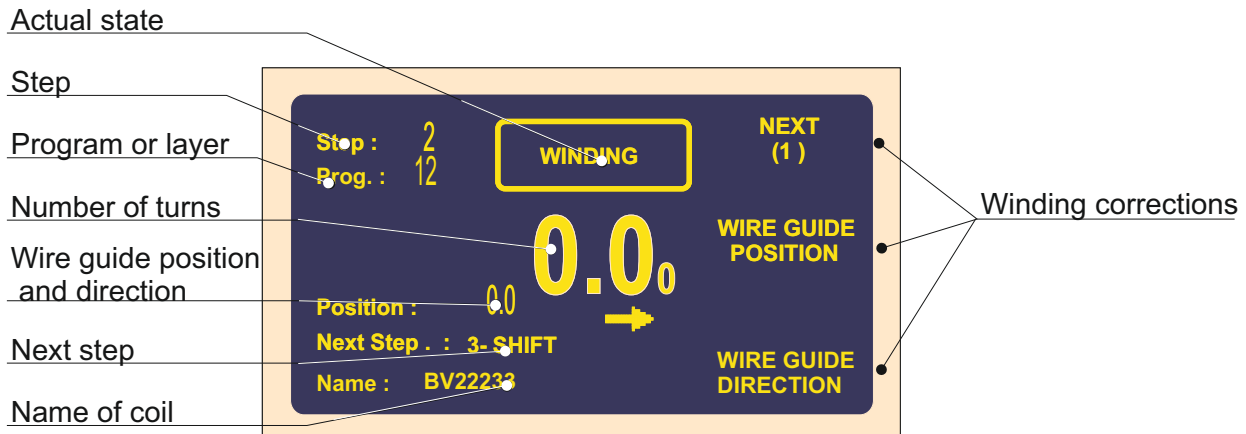 Actual state
Step
Program or layer
Number of turns
Wire guide position
and direction
Next step
Name of coil
Step : 2
Prog. : 12
WINDING
0.00
Position : 0.0
Next Step . : 3- SHIFT
Name : BV22233
NEXT
(1 )
WIRE GUIDE
POSITION
WIRE GUIDE
DIRECTION
Winding corrections